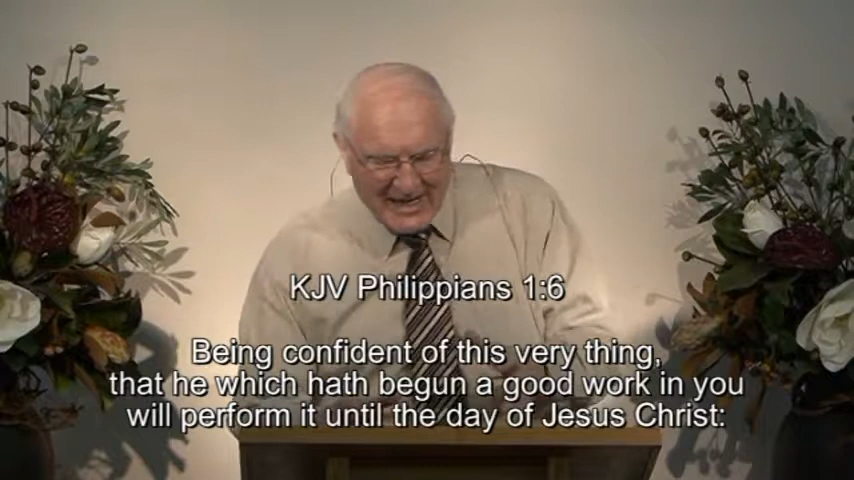 KJV Philippians 1:6
Being confident of this very thing,
that he which hath begun a good work in you
will perform it until the day of Jesus Christ: